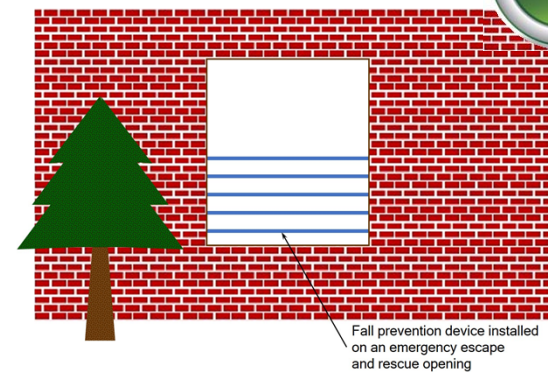 Fall prevention device installed
on an emergency escape
and rescue opening